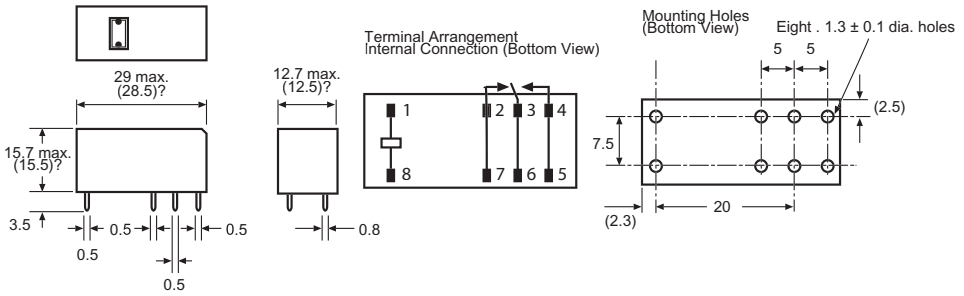 29 max.
(28.5)?
15.7 max.
(15.5)?
3.5
0.5
0.5
0.5
0.5
12.7 max.
(12.5)?
0.8
Terminal Arrangement
Internal Connection (Bottom View)
1
2
3
4
8
7
6
5
Mounting Holes
(Bottom View)
Eight . 1.3 ± 0.1 dia. holes
5
5
(2.5)
7.5
(2.3)
20